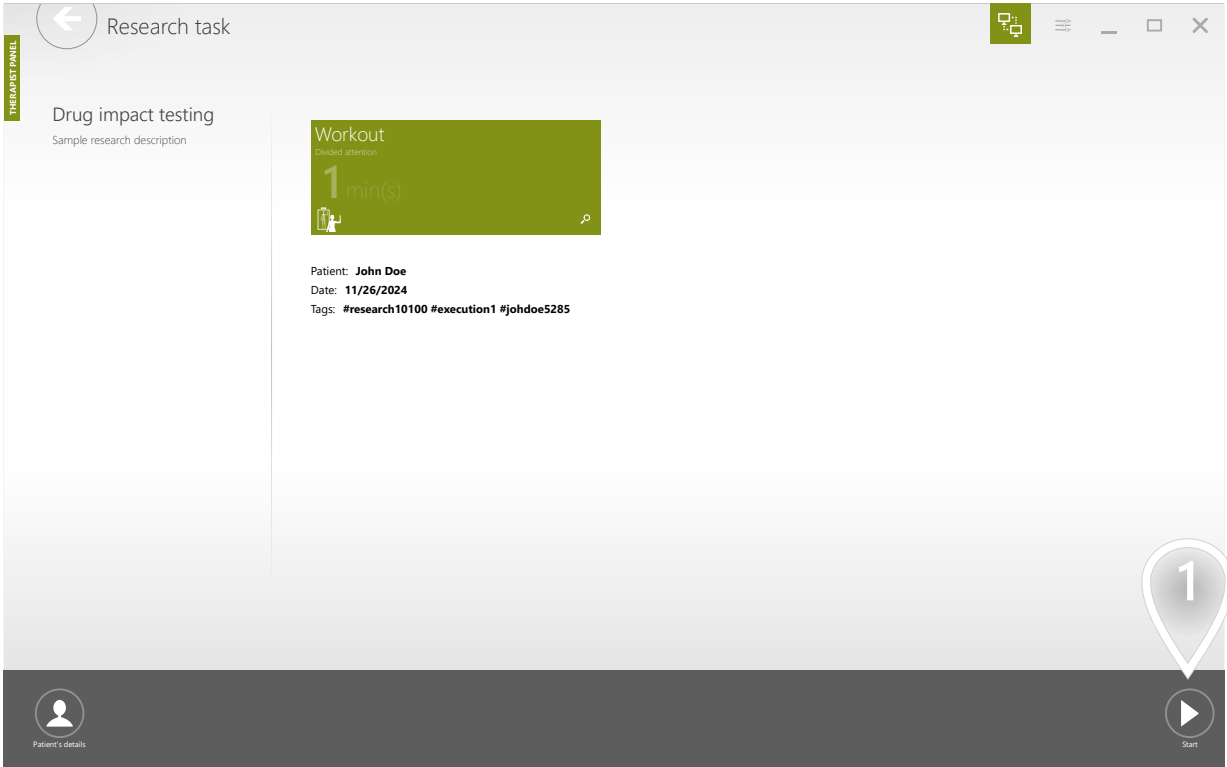 Research task
THERAPIST PANEL
Drug impact testing
Sample research description
Workout
Divided attention
1 min(s)
Patient: John Doe
Date: 11/26/2024
Tags: #research10100 #execution1 #johdoe5285
1
Patient's details
Start